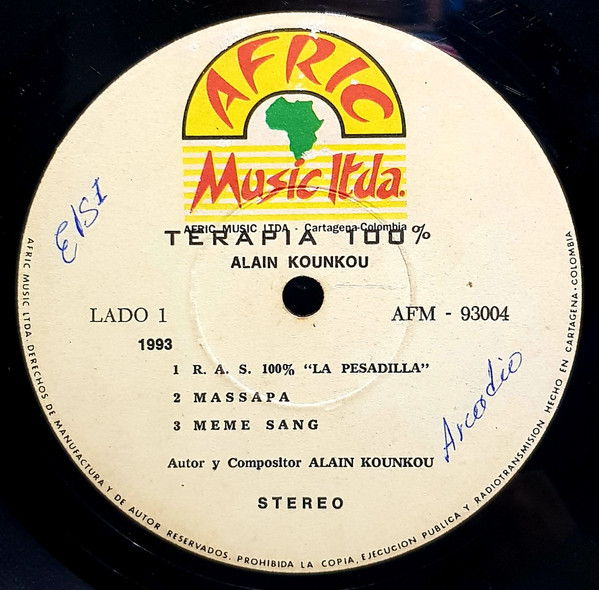 AFRIC
Music ltda.
AFRIC MUSIC LTDA - Cartagena-Colombia
TERAPIA 100%
ALAIN KOUNKOU
LADO 1
AFM - 93004
1993
1 R. A. S. 100% "LA PESADILLA"
2 MASSAPA
3 MEME SANG
Autor y Compositor ALAIN KOUNKOU
STEREO
Arcadio
AFRIC MUSIC LTDA. DERECHOS DE MANUFACTURA Y DE AUTOR RESERVADOS. PROHIBIDA LA COPIA, EJECUCION PUBLICA Y RADIOTRANSMISION HECHO EN CARTAGENA - COLOMBIA